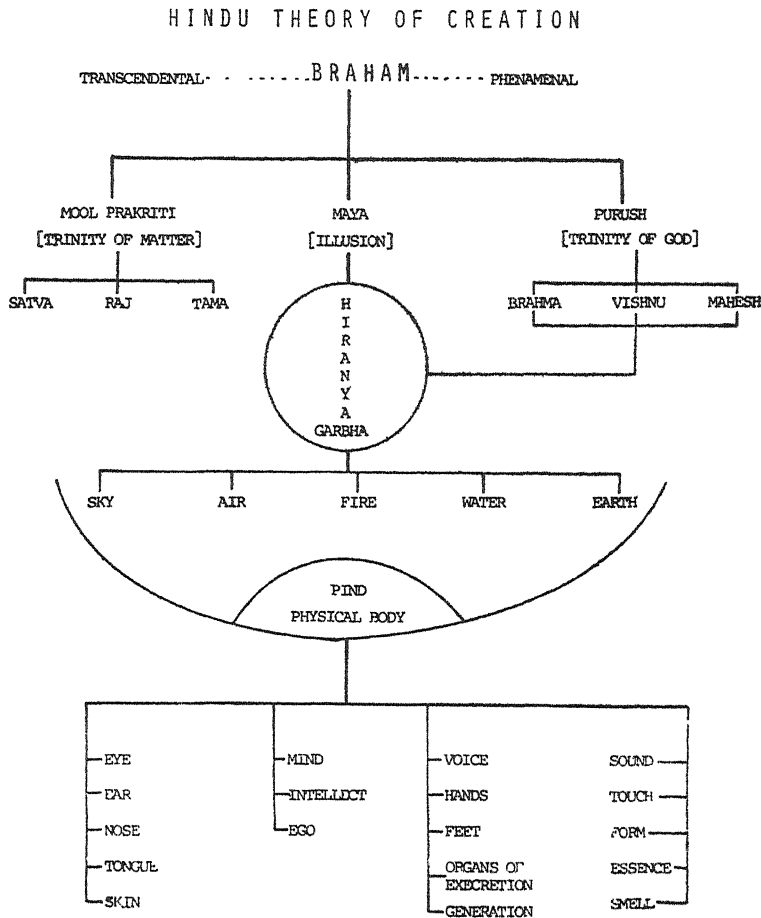 HINDU THEORY OF CREATION
TRANSCENDENTAL BRAHAM PHENAMENAL
MOOL PRAKRITI MAYA PURUSH
[TRINITY OF MATTER] [ILLUSION] [TRINITY OF GOD]
SATVA RAJ TAMA BRAHMA VISHNU MAHESH
HIRANYA
GARBHA
SKY AIR FIRE WATER EARTH
PIND
PHYSICAL BODY
EYE MIND VOICE SOUND
EAR INTELLECT HANDS TOUCH
NOSE EGO FEET FORM
TONGUE ORGANS OF ESSENCE
EXECRETION
SKIN GENERATION SMELL